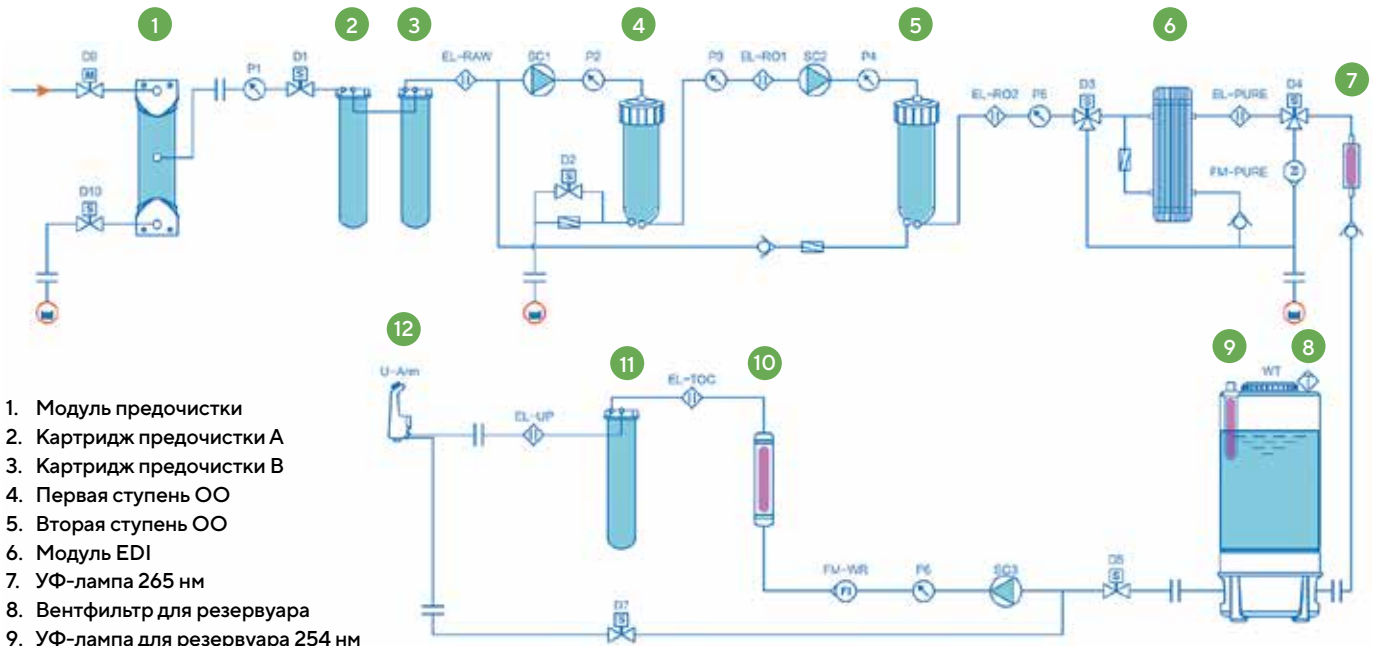 1
2
3
4
5
6
7
D9
M
P1
D1
S
EL-RAW
SC1
P2
P3
EL-RO1
SC2
P4
EL-RO2
P5
D3
S
EL-PURE
D4
S
D10
S
D2
S
FM-PURE
12
U-Arm
11
EL-TOC
10
9
8
WT
EL-UP
1. Модуль предочистки
2. Картридж предочистки А
3. Картридж предочистки В
4. Первая ступень ОО
5. Вторая ступень ОО
6. Модуль EDI
7. УФ-лампа 265 нм
8. Вентфильтр для резервуара
9. УФ-лампа для резервуара 254 нм
FM-WR
FI
P6
SC3
S
D7
S